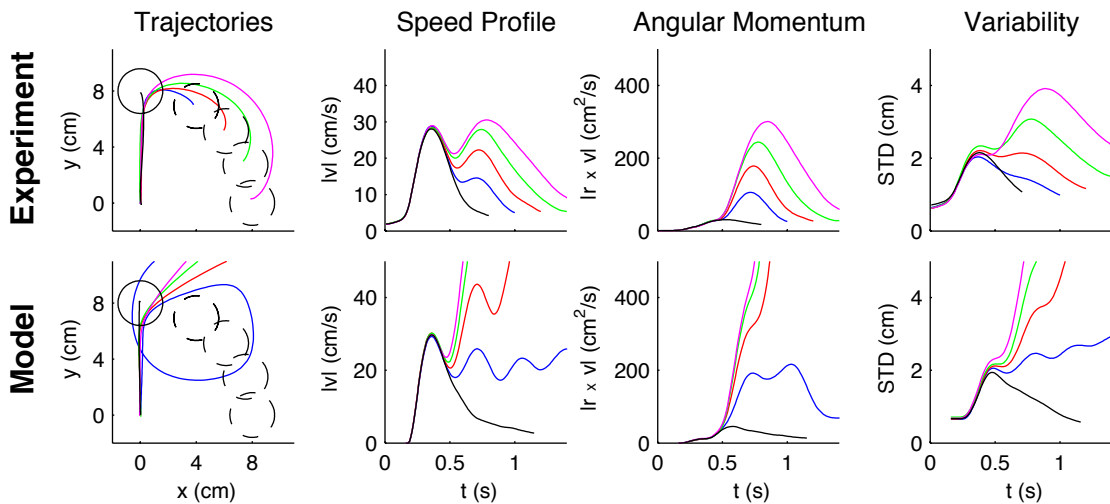 Trajectories
Speed Profile
Angular Momentum
Variability
Experiment
y (cm)
8
4
0
|v| (cm/s)
40
30
20
10
0
|r x v| (cm²/s)
400
200
0
STD (cm)
4
2
0
Model
y (cm)
8
4
0
0 4 8
x (cm)
|v| (cm/s)
40
20
0
0 0.5 1
t (s)
|r x v| (cm²/s)
400
200
0
0 0.5 1
t (s)
STD (cm)
4
2
0
0 0.5 1
t (s)